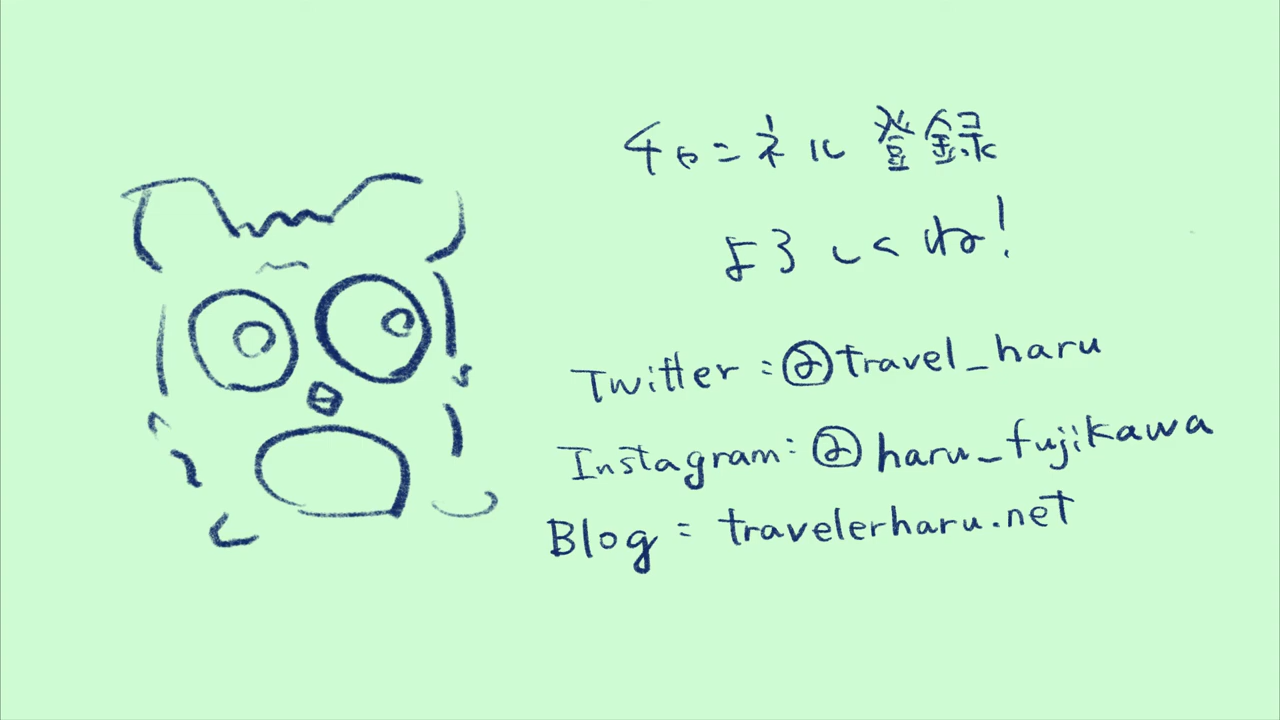 チャンネル登録
よろしくね!
Twitter:@travel_haru
Instagram:@haru_fujikawa
Blog:travelerharu.net